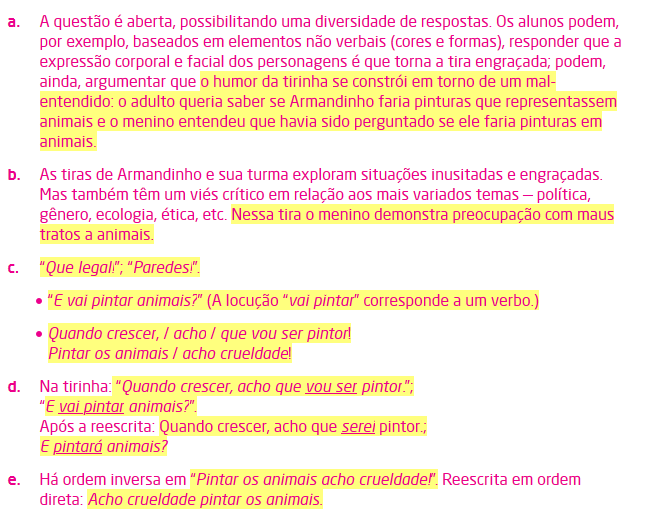 a. A questão é aberta, possibilitando uma diversidade de respostas. Os alunos podem,
por exemplo, baseados em elementos não verbais (cores e formas), responder que a
expressão corporal e facial dos personagens é que torna a tira engraçada; podem,
ainda, argumentar que o humor da tirinha se constrói em torno de um mal-
entendido: o adulto queria saber se Armandinho faria pinturas que representassem
animais e o menino entendeu que havia sido perguntado se ele faria pinturas em
animais.
b. As tiras de Armandinho e sua turma exploram situações inusitadas e engraçadas.
Mas também têm um viés crítico em relação aos mais variados temas — política,
gênero, ecologia, ética, etc. Nessa tira o menino demonstra preocupação com maus
tratos a animais.
c. “Que legal!”; “Paredes!”.
• “E vai pintar animais?” (A locução “vai pintar” corresponde a um verbo.)
• Quando crescer, / acho / que vou ser pintor!
Pintar os animais / acho crueldade!
d. Na tirinha: “Quando crescer, acho que vou ser pintor.”;
“E vai pintar animais?”.
Após a reescrita: Quando crescer, acho que serei pintor.;
E pintará animais?
e. Há ordem inversa em “Pintar os animais acho crueldade!”. Reescrita em ordem
direta: Acho crueldade pintar os animais.